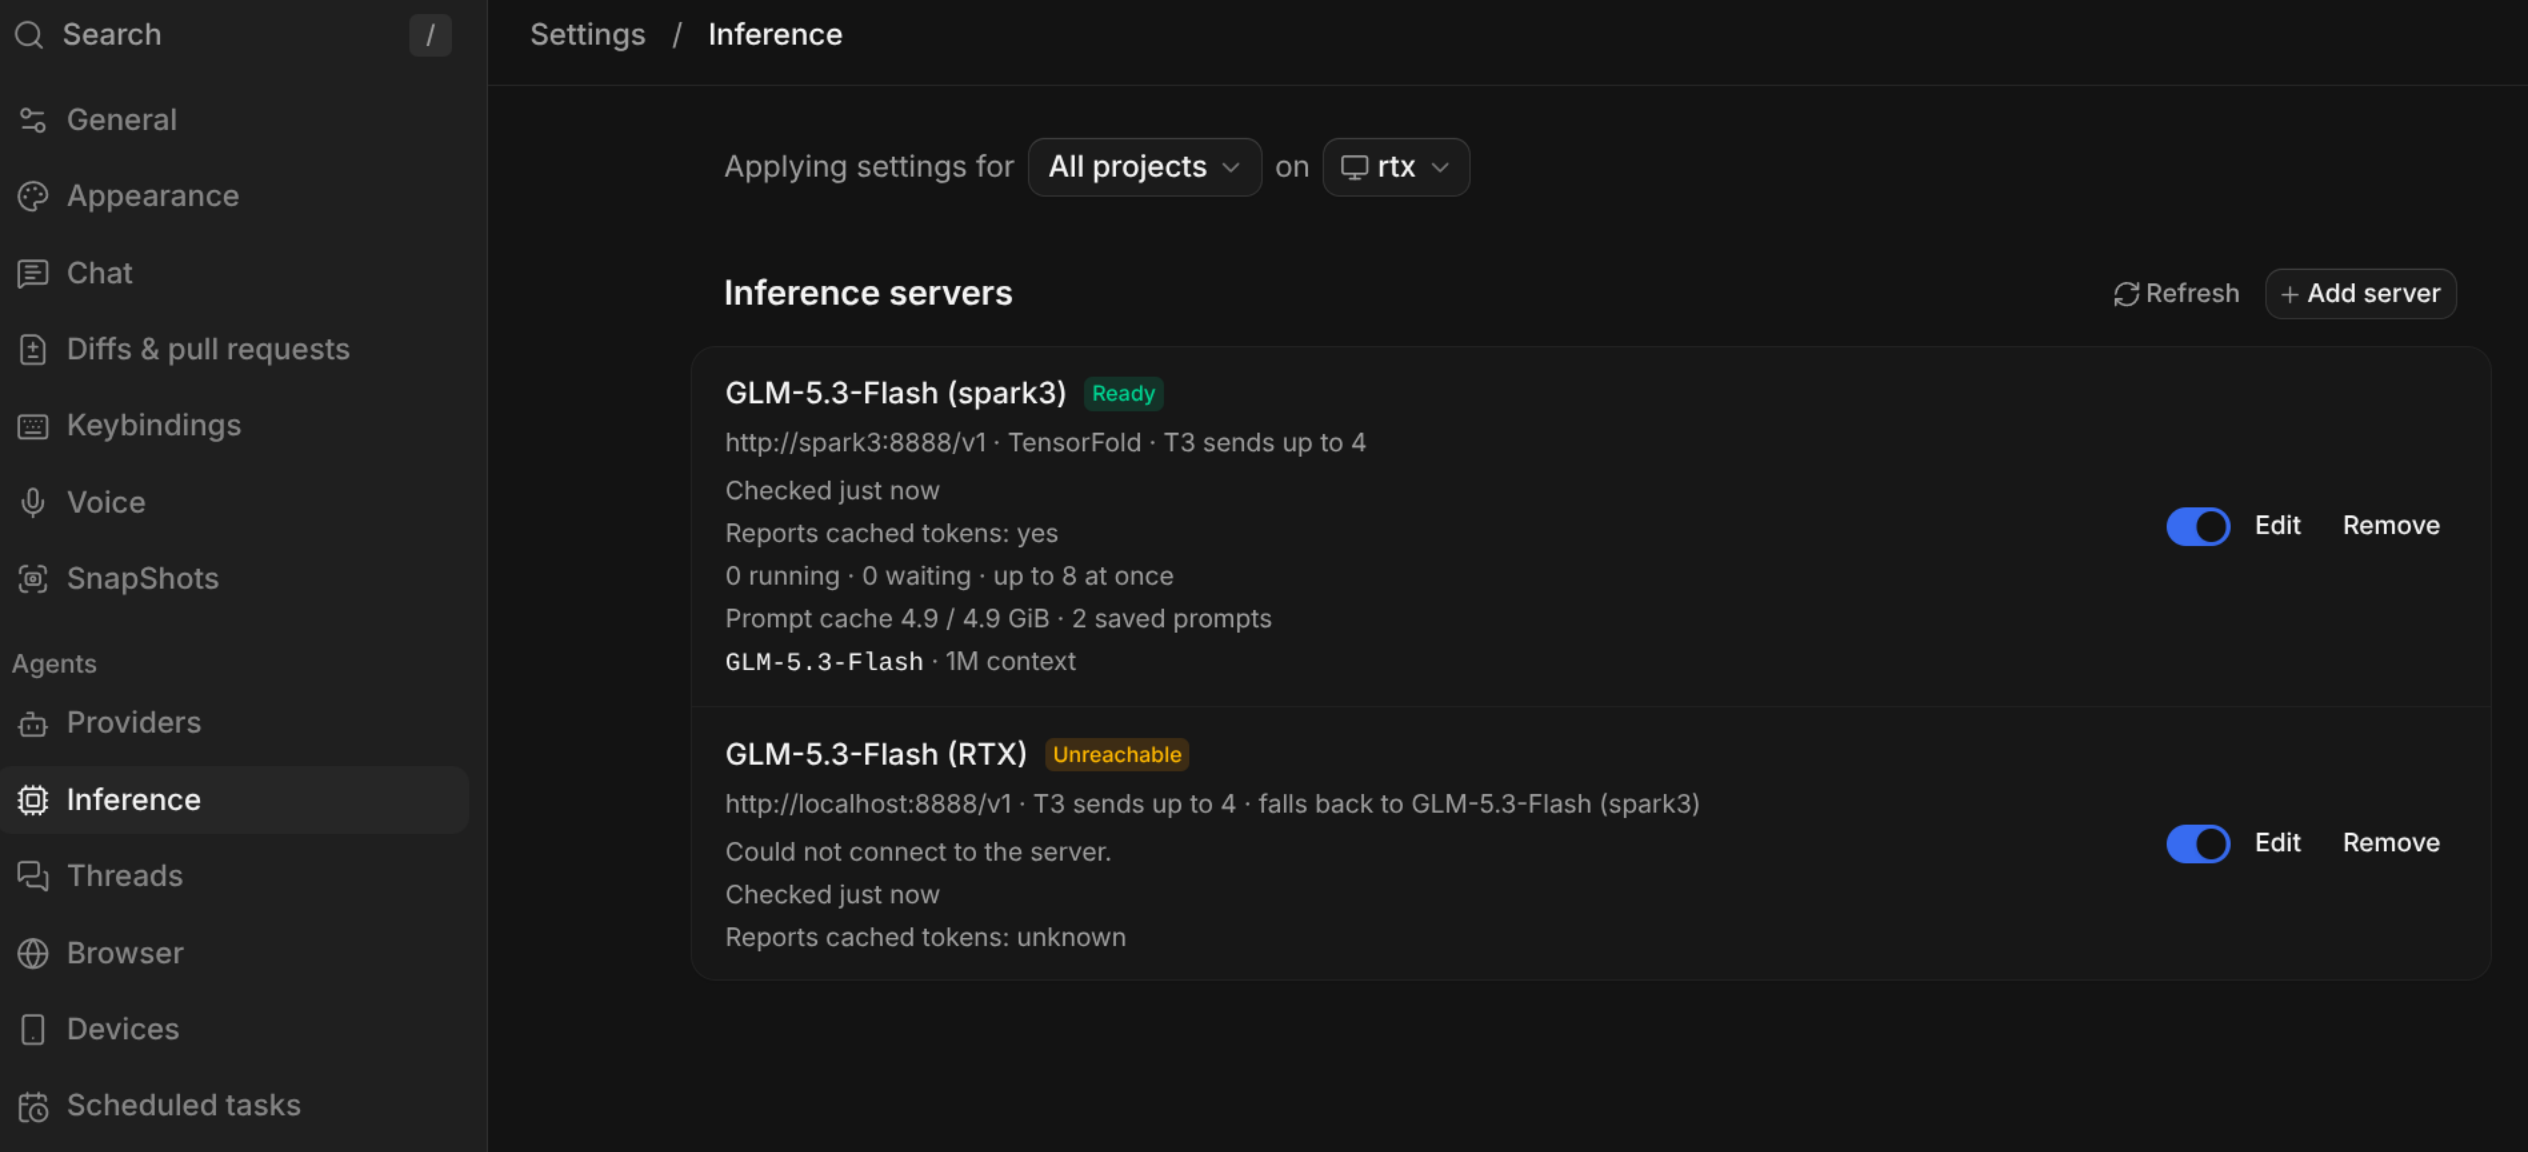 Search /
General
Appearance
Chat
Diffs & pull requests
Keybindings
Voice
SnapShots
Agents
Providers
Inference
Threads
Browser
Devices
Scheduled tasks
Settings / Inference
Applying settings for All projects on rtx
Inference servers
Refresh + Add server
GLM-5.3-Flash (spark3) Ready
http://spark3:8888/v1 · TensorFold · T3 sends up to 4
Checked just now
Reports cached tokens: yes
0 running · 0 waiting · up to 8 at once
Prompt cache 4.9 / 4.9 GiB · 2 saved prompts
GLM-5.3-Flash · 1M context
Edit Remove
GLM-5.3-Flash (RTX) Unreachable
http://localhost:8888/v1 · T3 sends up to 4 · falls back to GLM-5.3-Flash (spark3)
Could not connect to the server.
Checked just now
Reports cached tokens: unknown
Edit Remove